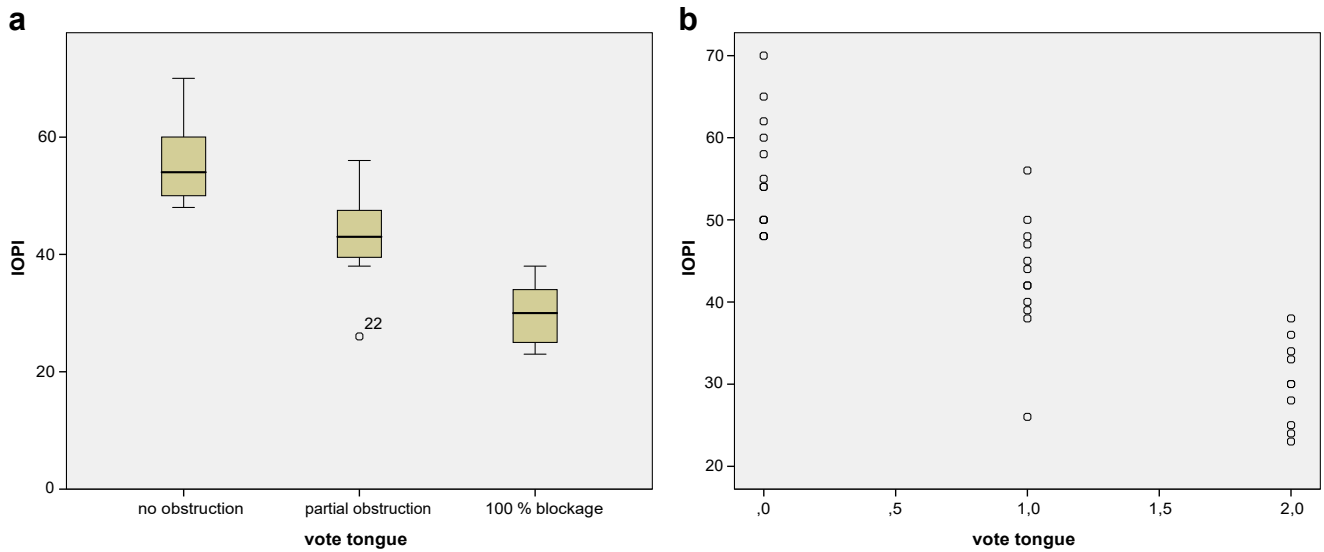 a
60
40
20
0
IOPI
22
no obstruction
partial obstruction
100 % blockage
vote tongue
b
70
60
50
40
30
20
IOPI
,0
,5
1,0
1,5
2,0
vote tongue